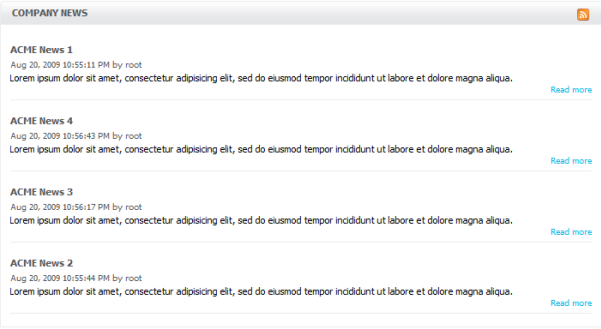 COMPANY NEWS
ACME News 1
Aug 20, 2009 10:55:11 PM by root
Lorem ipsum dolor sit amet, consectetur adipisicing elit, sed do eiusmod tempor incididunt ut labore et dolore magna aliqua.
Read more
ACME News 4
Aug 20, 2009 10:56:43 PM by root
Lorem ipsum dolor sit amet, consectetur adipisicing elit, sed do eiusmod tempor incididunt ut labore et dolore magna aliqua.
Read more
ACME News 3
Aug 20, 2009 10:56:17 PM by root
Lorem ipsum dolor sit amet, consectetur adipisicing elit, sed do eiusmod tempor incididunt ut labore et dolore magna aliqua.
Read more
ACME News 2
Aug 20, 2009 10:55:44 PM by root
Lorem ipsum dolor sit amet, consectetur adipisicing elit, sed do eiusmod tempor incididunt ut labore et dolore magna aliqua.
Read more